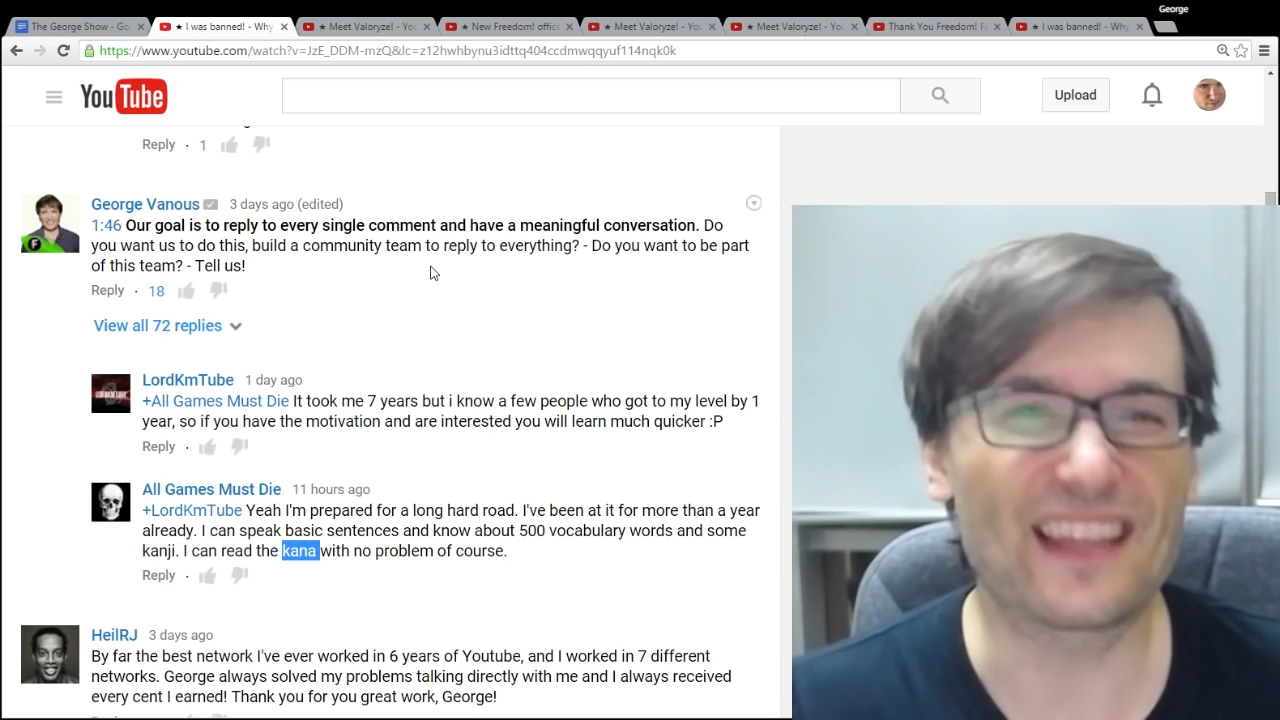 George
The George Show - Go
★ I was banned! - Why
★ Meet Valoryze! - You
★ New Freedom! office
★ Meet Valoryze! - You
★ Meet Valoryze! - You
Thank You Freedom! F
★ I was banned! - Why
https://www.youtube.com/watch?v=JzE_DDM-mzQ&lc=z12hwhbynu3idttq404ccdmwqqyuf114nqk0k
YouTube
Upload
Reply · 1
George Vanous 3 days ago (edited)
1:46 Our goal is to reply to every single comment and have a meaningful conversation. Do
you want us to do this, build a community team to reply to everything? - Do you want to be part
of this team? - Tell us!
Reply · 18
View all 72 replies
LordKmTube 1 day ago
+All Games Must Die It took me 7 years but i know a few people who got to my level by 1
year, so if you have the motivation and are interested you will learn much quicker :P
Reply
All Games Must Die 11 hours ago
+LordKmTube Yeah I'm prepared for a long hard road. I've been at it for more than a year
already. I can speak basic sentences and know about 500 vocabulary words and some
kanji. I can read the kana with no problem of course.
Reply
HeilRJ 3 days ago
By far the best network I've ever worked in 6 years of Youtube, and I worked in 7 different
networks. George always solved my problems talking directly with me and I always received
every cent I earned! Thank you for you great work, George!